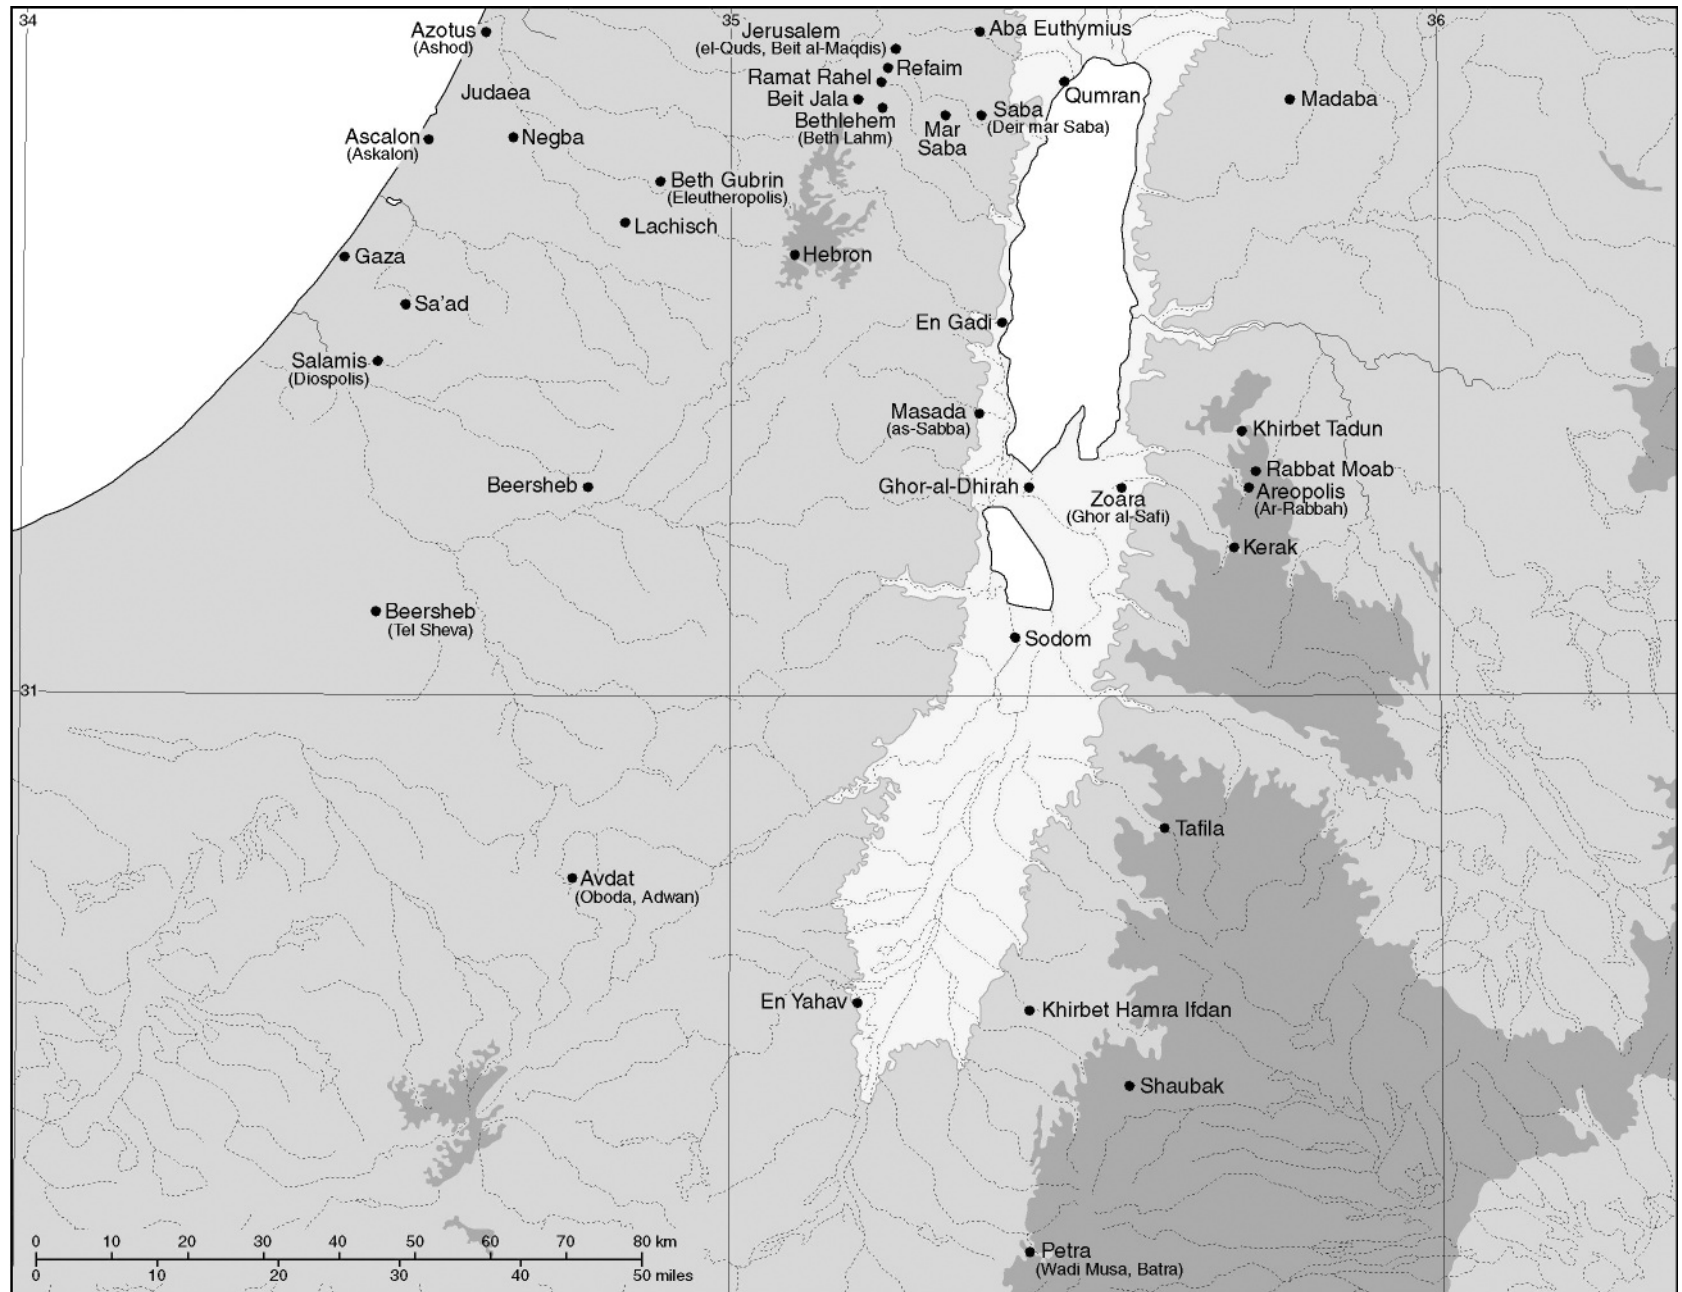 34
35
36
Azotus
(Ashod)
Jerusalem
(el-Quds, Beit al-Maqdis)
Aba Euthymius
Refaim
Ramat Rahel
Beit Jala
Bethlehem
(Beth Lahm)
Mar
Saba
Saba
(Deir mar Saba)
Qumran
Madaba
Judaea
Ascalon
(Askalon)
Negba
Beth Gubrin
(Eleutheropolis)
Lachisch
Gaza
Hebron
Sa'ad
En Gadi
Salamis
(Diospolis)
Masada
(as-Sabba)
Khirbet Tadun
Rabbat Moab
Beersheb
Ghor-al-Dhirah
Zoara
(Ghor al-Safi)
Areopolis
(Ar-Rabbah)
Kerak
Beersheb
(Tel Sheva)
Sodom
31
Tafila
Avdat
(Oboda, Adwan)
En Yahav
Khirbet Hamra Ifdan
Shaubak
Petra
(Wadi Musa, Batra)
0 10 20 30 40 50 60 70 80 km
0 10 20 30 40 50 miles